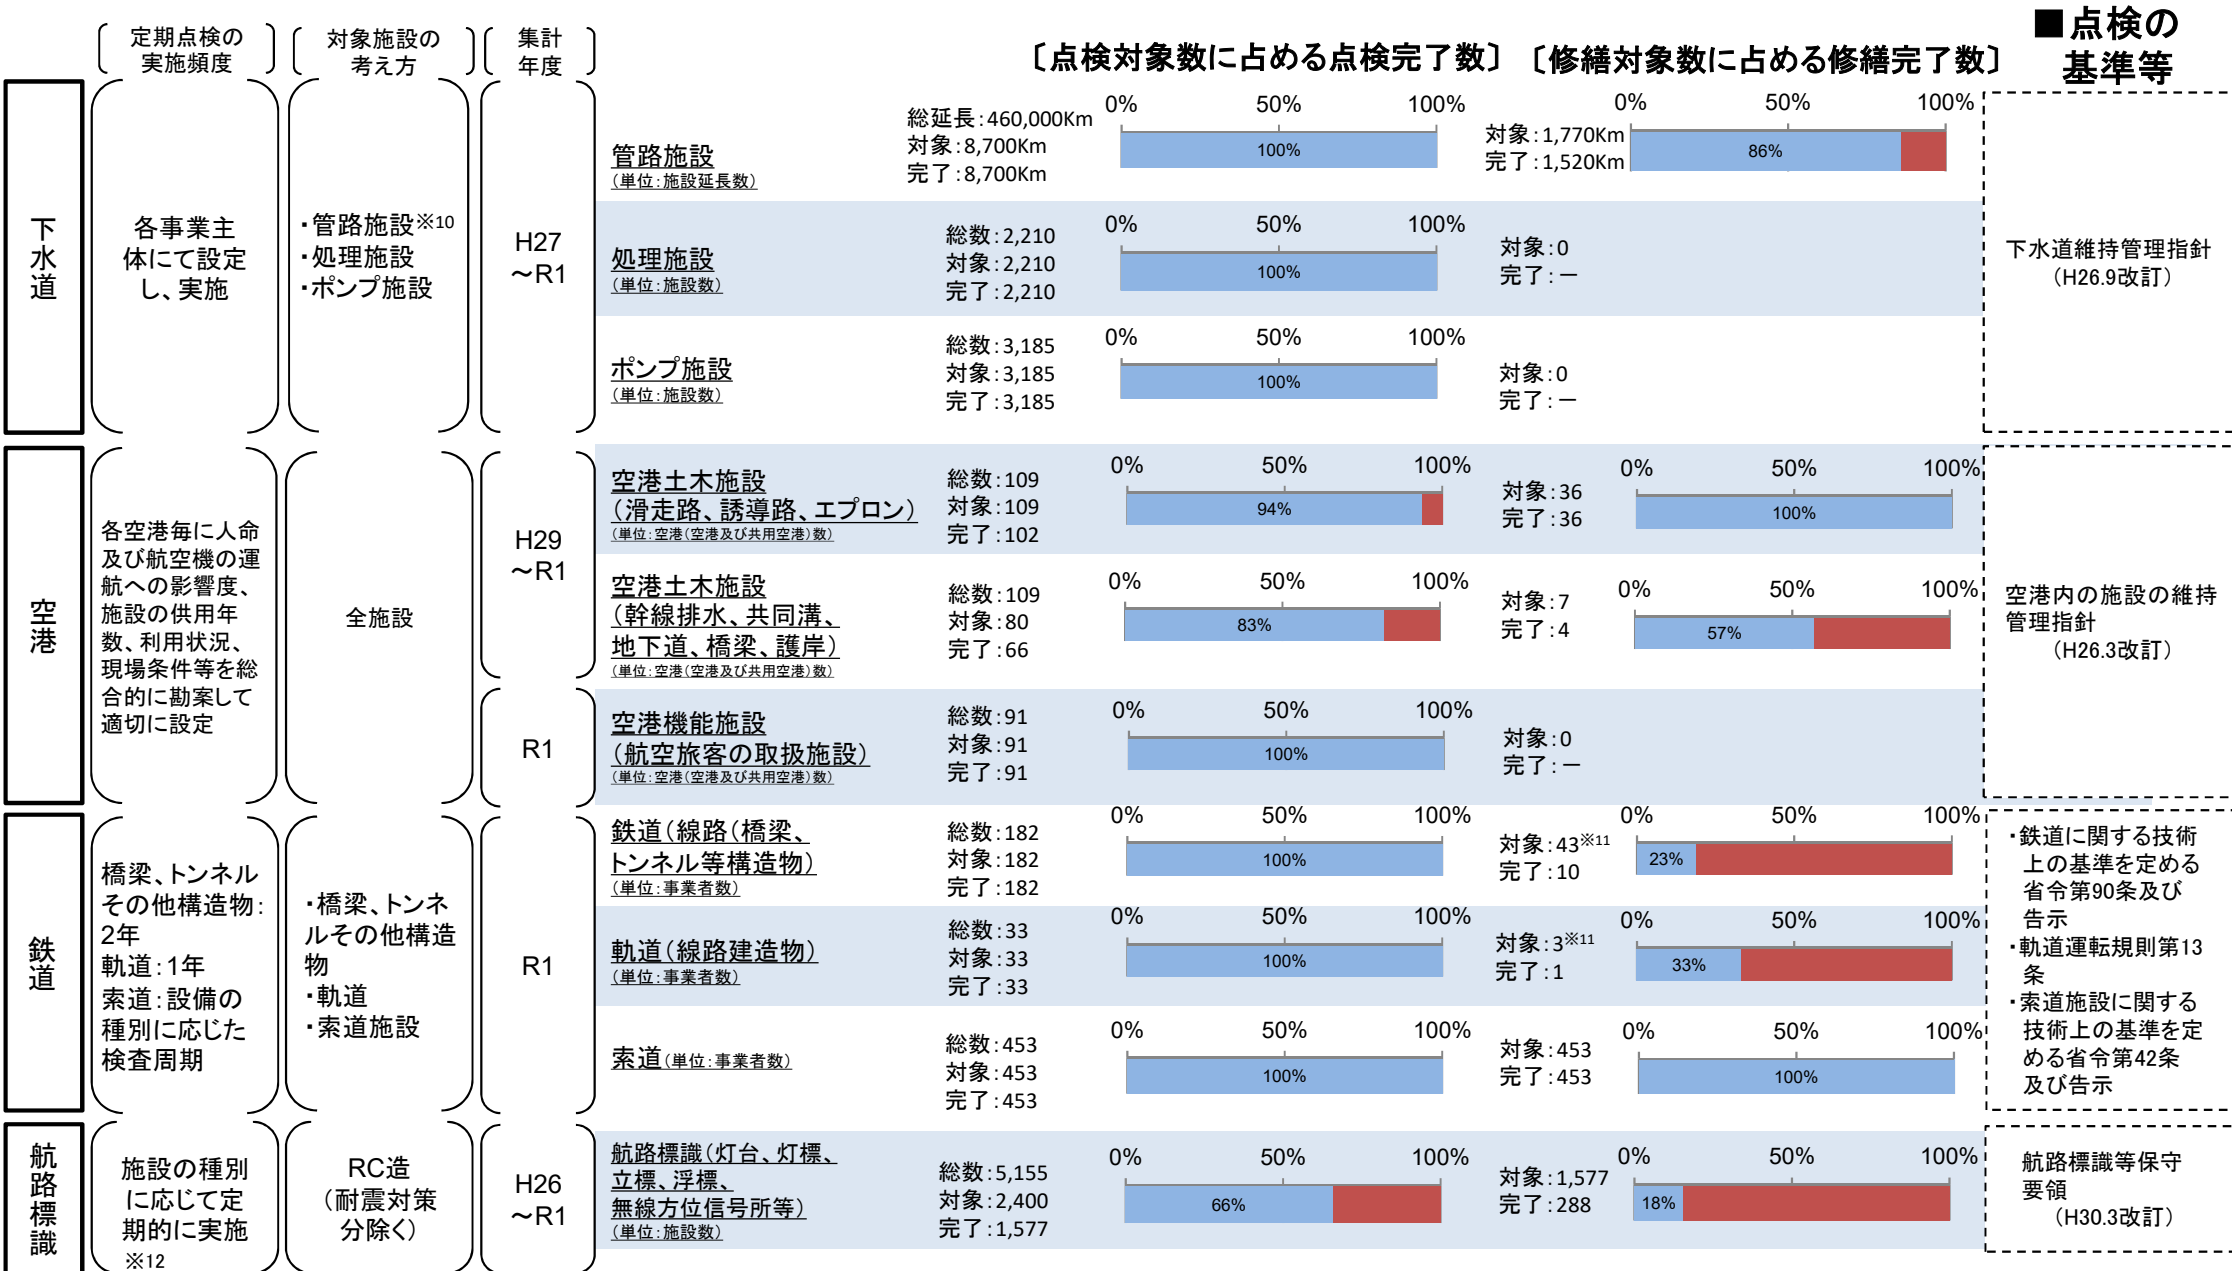 ■点検の
基準等
定期点検の
実施頻度
対象施設の
考え方
集計
年度
〔点検対象数に占める点検完了数〕
〔修繕対象数に占める修繕完了数〕
下水道
各事業主
体にて設定
し、実施
・管路施設※10
・処理施設
・ポンプ施設
H27
～R1
管路施設
(単位:施設延長数)
総延長:460,000Km
対象:8,700Km
完了:8,700Km
0% 50% 100%
100%
対象:1,770Km
完了:1,520Km
0% 50% 100%
86%
処理施設
(単位:施設数)
総数:2,210
対象:2,210
完了:2,210
0% 50% 100%
100%
対象:0
完了:－
ポンプ施設
(単位:施設数)
総数:3,185
対象:3,185
完了:3,185
0% 50% 100%
100%
対象:0
完了:－
下水道維持管理指針
(H26.9改訂)
空港
各空港毎に人命
及び航空機の運
航への影響度、
施設の供用年
数、利用状況、
現場条件等を総
合的に勘案して
適切に設定
全施設
H29
～R1
空港土木施設
(滑走路、誘導路、エプロン)
(単位:空港(空港及び共用空港)数)
総数:109
対象:109
完了:102
0% 50% 100%
94%
対象:36
完了:36
0% 50% 100%
100%
空港土木施設
(幹線排水、共同溝、
地下道、橋梁、護岸)
(単位:空港(空港及び共用空港)数)
総数:109
対象:80
完了:66
0% 50% 100%
83%
対象:7
完了:4
0% 50% 100%
57%
R1
空港機能施設
(航空旅客の取扱施設)
(単位:空港(空港及び共用空港)数)
総数:91
対象:91
完了:91
0% 50% 100%
100%
対象:0
完了:－
空港内の施設の維持
管理指針
(H26.3改訂)
鉄道
橋梁、トンネル
その他構造物:
2年
軌道:1年
索道:設備の
種別に応じた
検査周期
・橋梁、トンネ
ルその他構造
物
・軌道
・索道施設
R1
鉄道(線路(橋梁、
トンネル等構造物)
(単位:事業者数)
総数:182
対象:182
完了:182
0% 50% 100%
100%
対象:43※11
完了:10
0% 50% 100%
23%
軌道(線路建造物)
(単位:事業者数)
総数:33
対象:33
完了:33
0% 50% 100%
100%
対象:3※11
完了:1
0% 50% 100%
33%
索道(単位:事業者数)
総数:453
対象:453
完了:453
0% 50% 100%
100%
対象:453
完了:453
0% 50% 100%
100%
・鉄道に関する技術
上の基準を定める
省令第90条及び
告示
・軌道運転規則第13
条
・索道施設に関する
技術上の基準を定
める省令第42条
及び告示
航路標識
施設の種別
に応じて定
期的に実施
※12
RC造
(耐震対策
分除く)
H26
～R1
航路標識(灯台、灯標、
立標、浮標、
無線方位信号所等)
(単位:施設数)
総数:5,155
対象:2,400
完了:1,577
0% 50% 100%
66%
対象:1,577
完了:288
0% 50% 100%
18%
航路標識等保守
要領
(H30.3改訂)